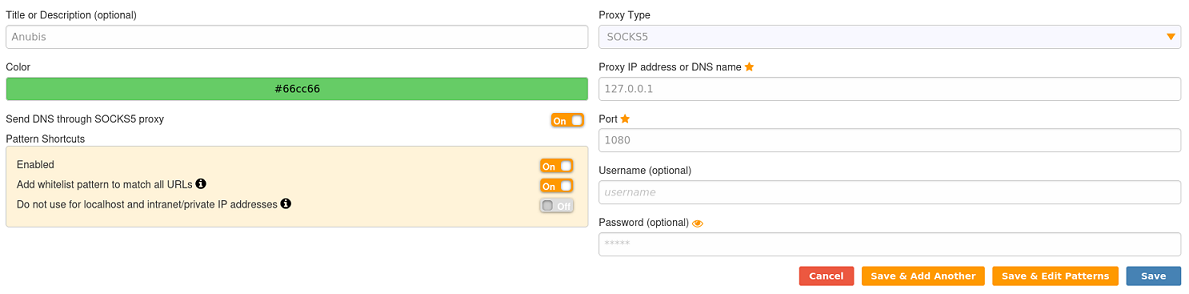 Title or Description (optional)
Anubis
Color
#66cc66
Send DNS through SOCKS5 proxy
On
Pattern Shortcuts
Enabled
On
Add whitelist pattern to match all URLs
On
Do not use for localhost and intranet/private IP addresses
Off
Proxy Type
SOCKS5
Proxy IP address or DNS name
127.0.0.1
Port
1080
Username (optional)
username
Password (optional)
*****
Cancel
Save & Add Another
Save & Edit Patterns
Save